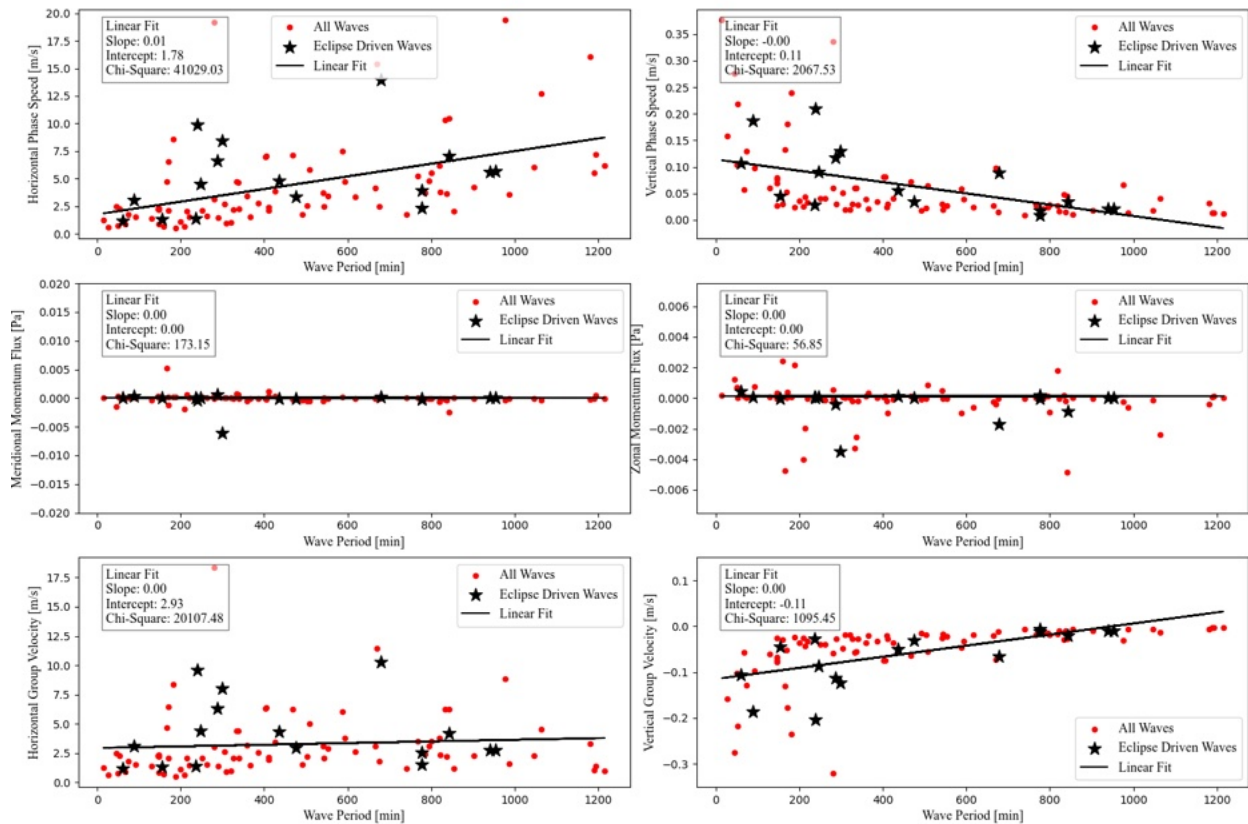 Linear Fit
Slope: 0.01
Intercept: 1.78
Chi-Square: 41029.03
All Waves
Eclipse Driven Waves
Linear Fit
20.0
17.5
15.0
12.5
10.0
7.5
5.0
2.5
0.0
Horizontal Phase Speed [m/s]
0 200 400 600 800 1000 1200
Wave Period [min]
Linear Fit
Slope: -0.00
Intercept: 0.11
Chi-Square: 2067.53
All Waves
Eclipse Driven Waves
Linear Fit
0.35
0.30
0.25
0.20
0.15
0.10
0.05
0.00
Vertical Phase Speed [m/s]
0 200 400 600 800 1000 1200
Wave Period [min]
Linear Fit
Slope: 0.00
Intercept: 0.00
Chi-Square: 173.15
All Waves
Eclipse Driven Waves
Linear Fit
0.020
0.015
0.010
0.005
0.000
−0.005
−0.010
−0.015
−0.020
Meridional Momentum Flux [Pa]
0 200 400 600 800 1000 1200
Wave Period [min]
Linear Fit
Slope: 0.00
Intercept: 0.00
Chi-Square: 56.85
All Waves
Eclipse Driven Waves
Linear Fit
0.006
0.004
0.002
0.000
−0.002
−0.004
−0.006
Zonal Momentum Flux [Pa]
0 200 400 600 800 1000 1200
Wave Period [min]
Linear Fit
Slope: 0.00
Intercept: 2.93
Chi-Square: 20107.48
All Waves
Eclipse Driven Waves
Linear Fit
17.5
15.0
12.5
10.0
7.5
5.0
2.5
0.0
Horizontal Group Velocity [m/s]
0 200 400 600 800 1000 1200
Wave Period [min]
Linear Fit
Slope: 0.00
Intercept: -0.11
Chi-Square: 1095.45
All Waves
Eclipse Driven Waves
Linear Fit
0.1
0.0
−0.1
−0.2
−0.3
Vertical Group Velocity [m/s]
0 200 400 600 800 1000 1200
Wave Period [min]